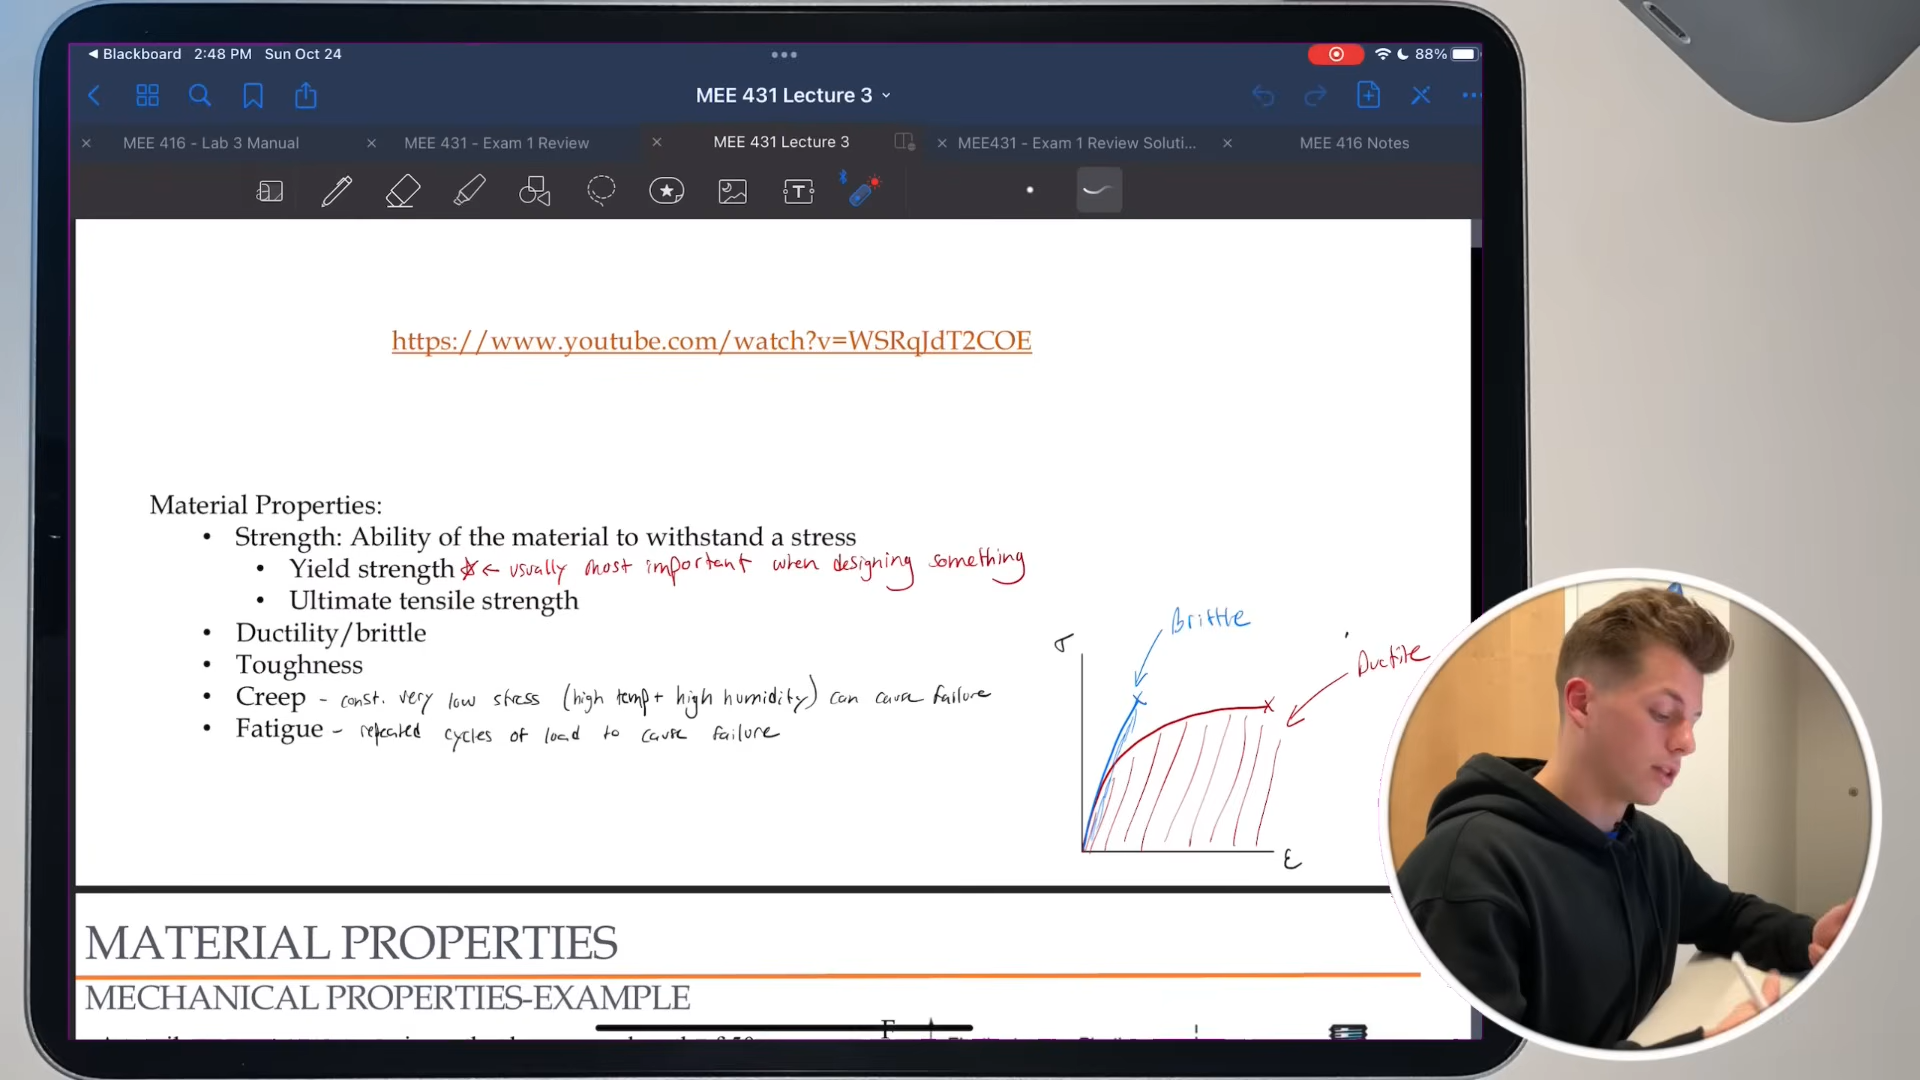 Blackboard 2:48 PM Sun Oct 24 88%
MEE 431 Lecture 3
MEE 416 - Lab 3 Manual
MEE 431 - Exam 1 Review
MEE 431 Lecture 3
MEE431 - Exam 1 Review Soluti...
MEE 416 Notes
T
https://www.youtube.com/watch?v=WSRqJdT2COE
Material Properties:
• Strength: Ability of the material to withstand a stress
• Yield strength ☆ ← usually most important when designing something
• Ultimate tensile strength
• Ductility/brittle
• Toughness
• Creep - const. very low stress (high temp + high humidity) can cause failure
• Fatigue - repeated cycles of load to cause failure
Brittle
σ
Ductile
x
x
ε
MATERIAL PROPERTIES
MECHANICAL PROPERTIES-EXAMPLE
F